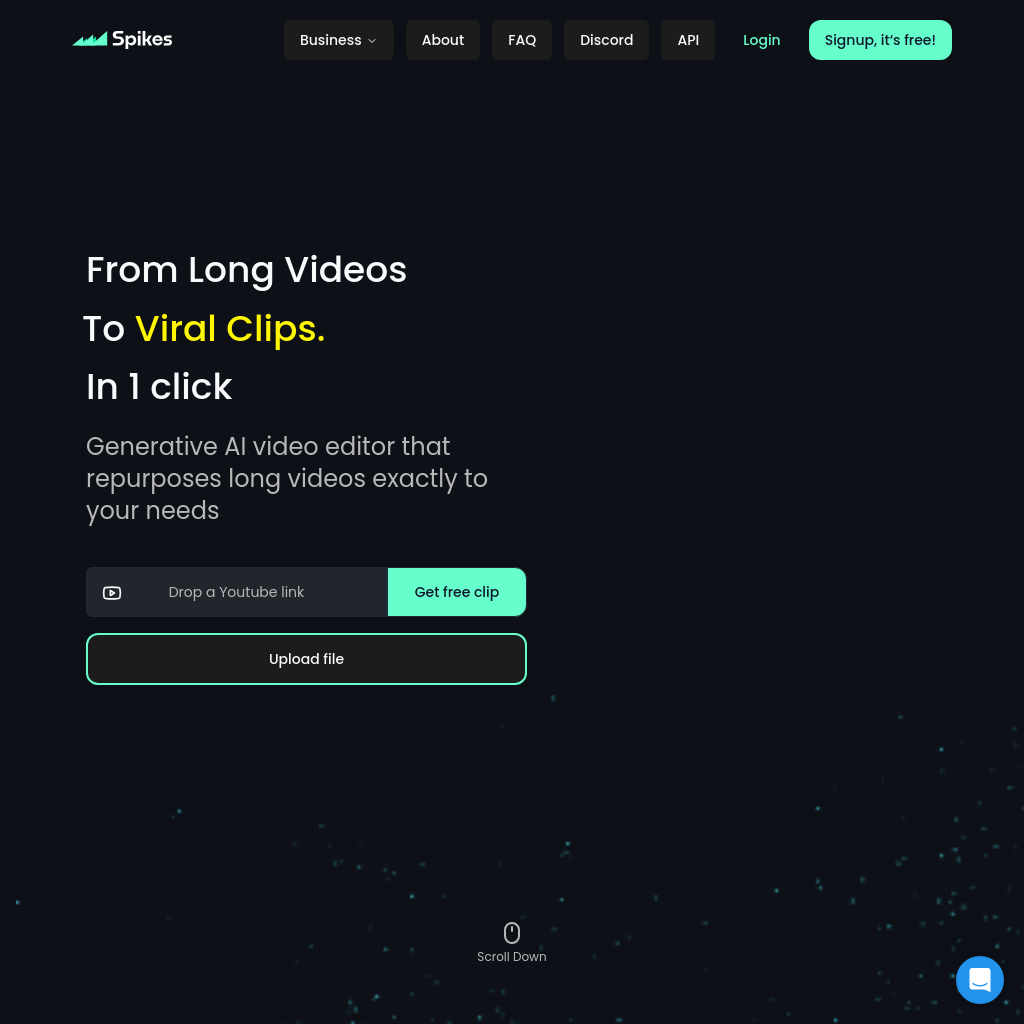 Spikes
Business
About
FAQ
Discord
API
Login
Signup, it's free!
From Long Videos
To Viral Clips.
In 1 click
Generative AI video editor that
repurposes long videos exactly to
your needs
Drop a Youtube link
Get free clip
Upload file
Scroll Down